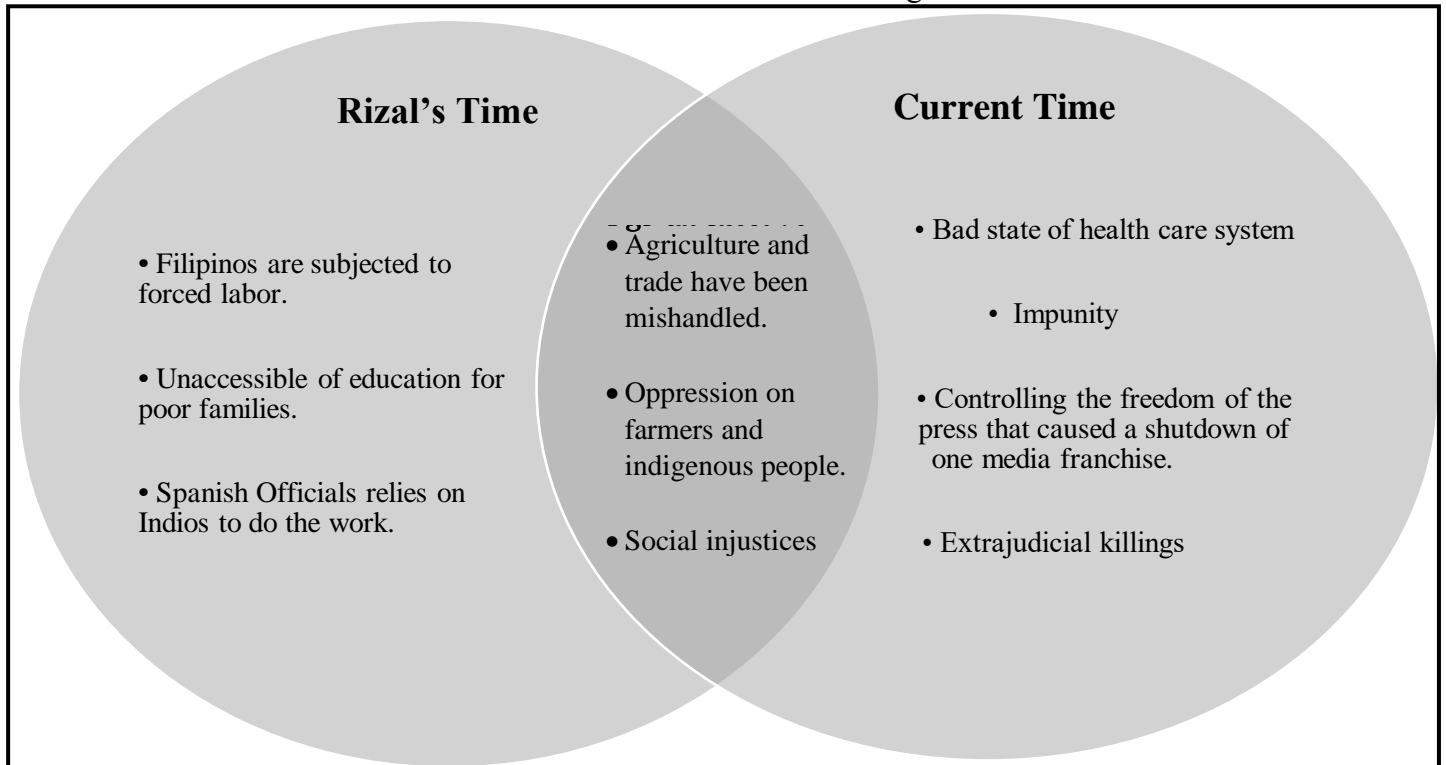 Rizal's Time
• Filipinos are subjected to
forced labor.
• Unaccessible of education for
poor families.
• Spanish Officials relies on
Indios to do the work.
• Agriculture and
trade have been
mishandled.
• Oppression on
farmers and
indigenous people.
• Social injustices
Current Time
• Bad state of health care system
• Impunity
• Controlling the freedom of the
press that caused a shutdown of
one media franchise.
• Extrajudicial killings